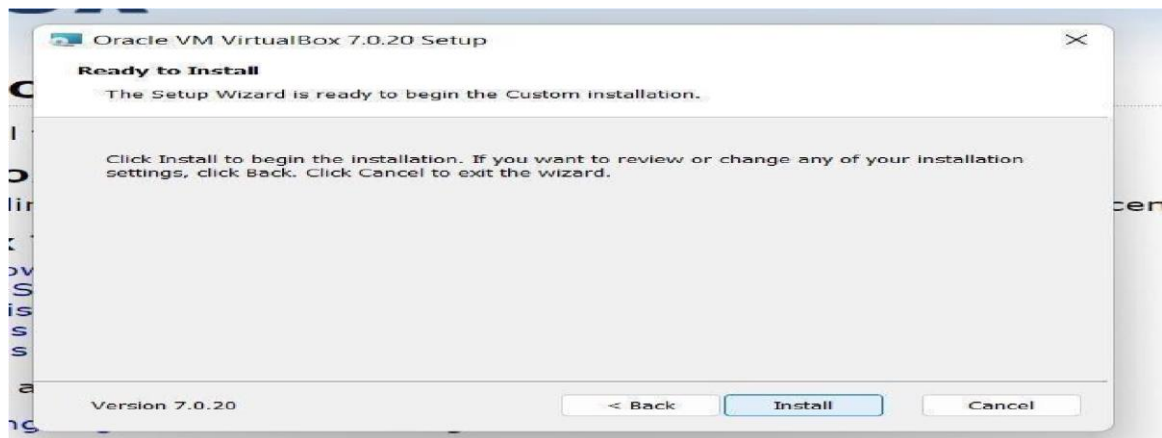 Oracle VM VirtualBox 7.0.20 Setup
Ready to Install
The Setup Wizard is ready to begin the Custom installation.
Click Install to begin the installation. If you want to review or change any of your installation
settings, click Back. Click Cancel to exit the wizard.
Version 7.0.20
< Back
Install
Cancel